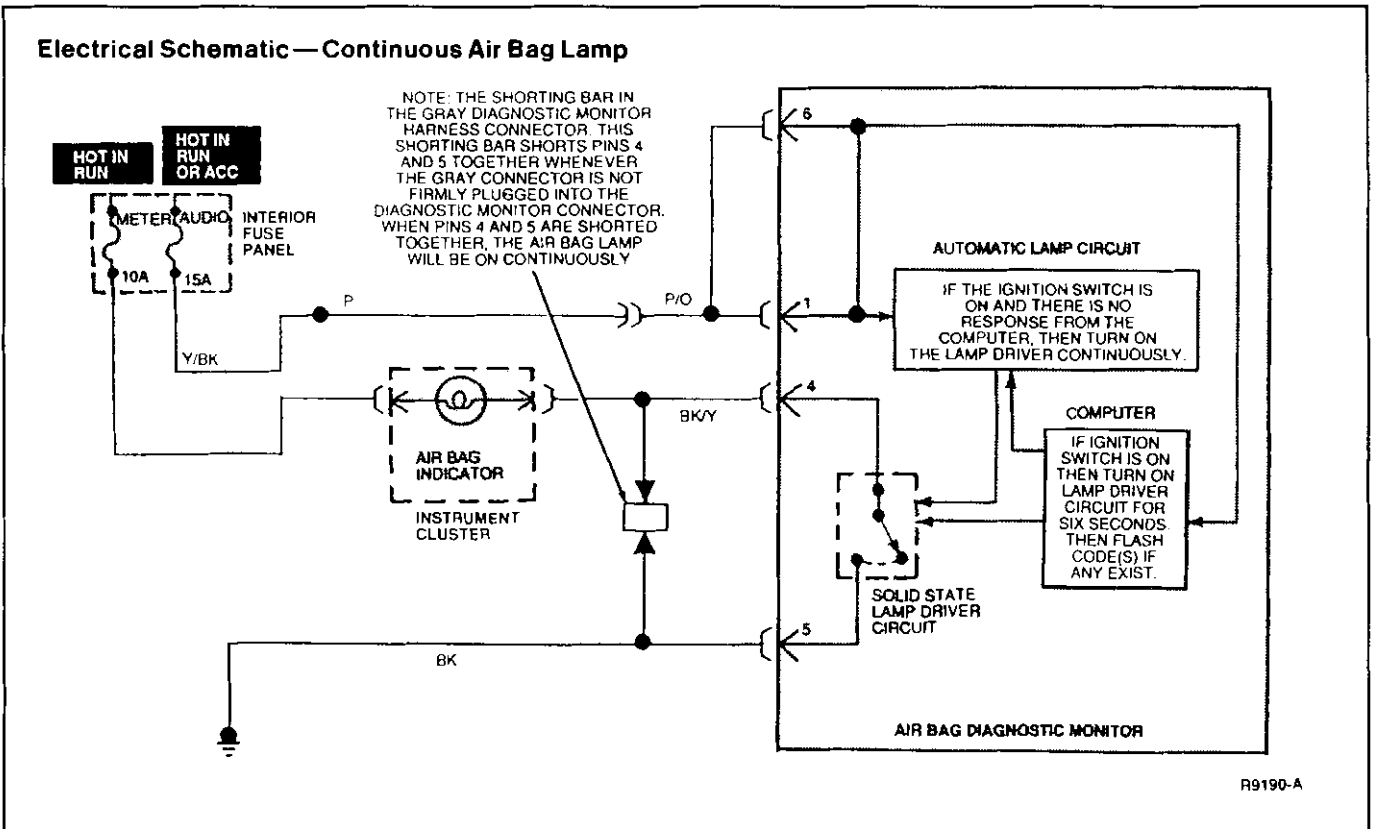 Electrical Schematic — Continuous Air Bag Lamp
NOTE: THE SHORTING BAR IN
THE GRAY DIAGNOSTIC MONITOR
HARNESS CONNECTOR. THIS
SHORTING BAR SHORTS PINS 4
AND 5 TOGETHER WHENEVER
THE GRAY CONNECTOR IS NOT
FIRMLY PLUGGED INTO THE
DIAGNOSTIC MONITOR CONNECTOR.
WHEN PINS 4 AND 5 ARE SHORTED
TOGETHER, THE AIR BAG LAMP
WILL BE ON CONTINUOUSLY
HOT IN
RUN
HOT IN
RUN
OR ACC
METER
AUDIO
10A
15A
INTERIOR
FUSE
PANEL
P
P/O
Y/BK
6
1
4
5
AUTOMATIC LAMP CIRCUIT
IF THE IGNITION SWITCH IS
ON AND THERE IS NO
RESPONSE FROM THE
COMPUTER, THEN TURN ON
THE LAMP DRIVER CONTINUOUSLY.
AIR BAG
INDICATOR
INSTRUMENT
CLUSTER
BK/Y
COMPUTER
IF IGNITION
SWITCH IS ON
THEN TURN ON
LAMP DRIVER
CIRCUIT FOR
SIX SECONDS.
THEN FLASH
CODE(S) IF
ANY EXIST.
SOLID STATE
LAMP DRIVER
CIRCUIT
BK
AIR BAG DIAGNOSTIC MONITOR
R9190-A